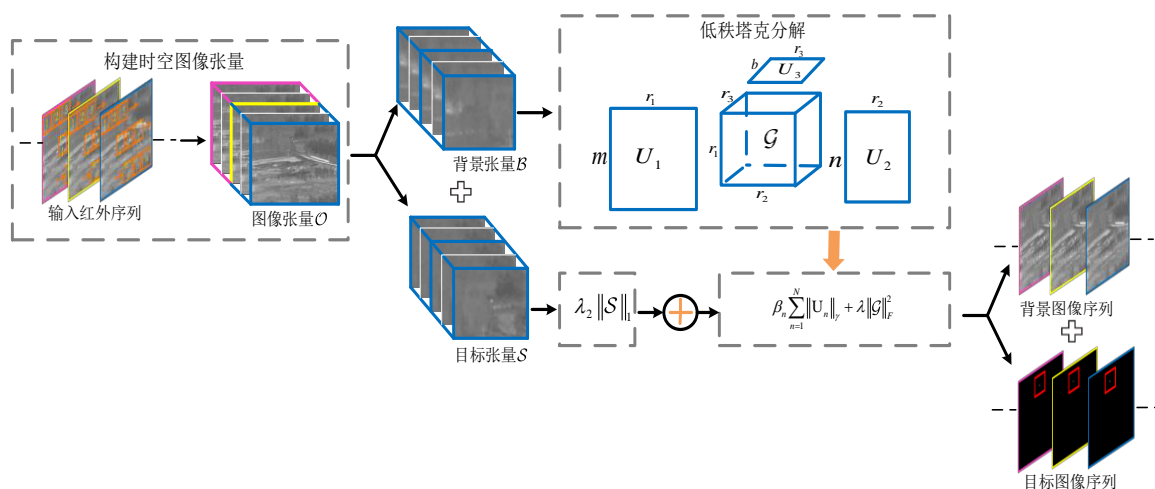 构建时空图像张量
输入红外序列
图像张量𝒪
背景张量ℬ
目标张量𝒮
低秩塔克分解
r₁
m
U₁
b
r₃
U₃
r₃
r₁
𝒢
r₂
n
r₂
U₂
λ₂‖𝒮‖₁
βₙ∑ₙ₌₁ᴺ‖Uₙ‖ᵧ + λ‖𝒢‖²F
背景图像序列
目标图像序列